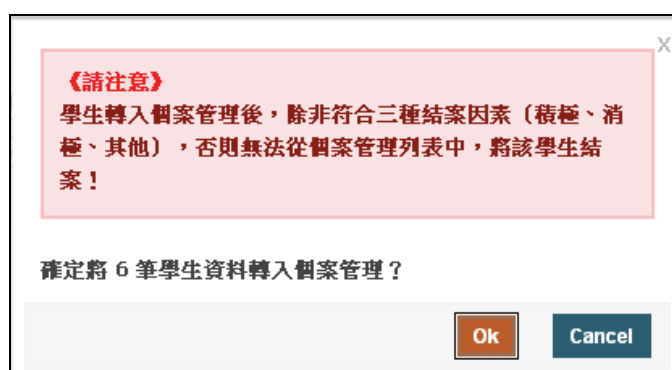 X
《請注意》
學生轉入個案管理後，除非符合三種結案因素（積極、消
極、其他），否則無法從個案管理列表中，將該學生結
案！
確定將 6 筆學生資料轉入個案管理？
Ok
Cancel